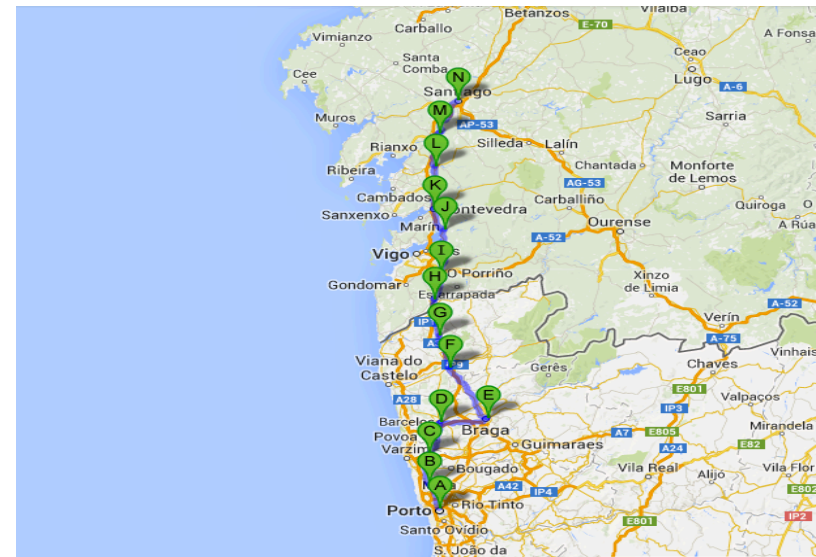 Betanzos
Vilalba
Carballo
E-70
Vimianzo
A Fonsa
Santa
Comba
Ceao
Cee
Lugo
N
Santiago
A-6
M
Muros
AP-53
Sarria
Rianxo
L
Silleda
Lalín
Ribeira
Chantada
Monforte
de Lemos
K
AG-53
Cambados
Carballiño
Quiroga
O
Sanxenxo
J
ontevedra
Ourense
A Rúa
Marín
A-52
Vigo
I
Gondomar
H
O Porriño
Xinzo
de Limia
A-52
G
Verín
A-75
F
Viana do
Castelo
Gerês
Chaves
Vinhais
E801
A28
D
E
Valpaços
Barcelos
Braga
IP3
Povoa
C
A7
E805
Mirandela
Varzim
Guimaraes
E82
A24
B
Bougado
Vila Real
Alijó
Vila Flor
A
A42
IP4
E802
Porto
Rio Tinto
Santo Ovídio
E801
IP2
S. João da